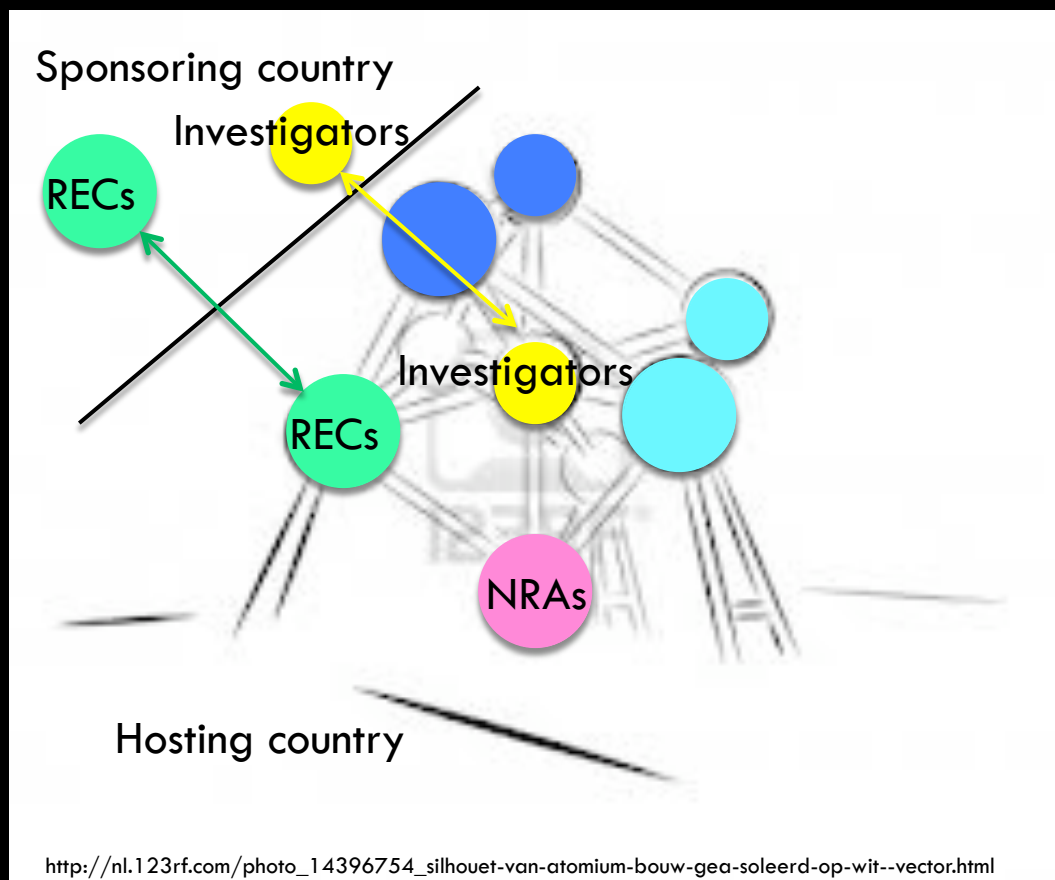 Sponsoring country
Investigators
RECs
Investigators
RECs
NRAs
Hosting country
http://nl.123rf.com/photo_14396754_silhouet-van-atomium-bouw-gea-soleerd-op-wit--vector.html